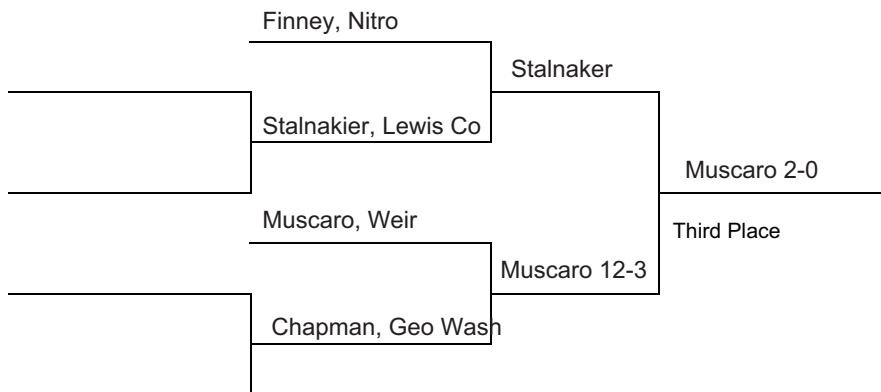 Finney, Nitro
Stalnaker
Stalnakier, Lewis Co
Muscaro 2-0
Muscaro, Weir
Third Place
Muscaro 12-3
Chapman, Geo Wash